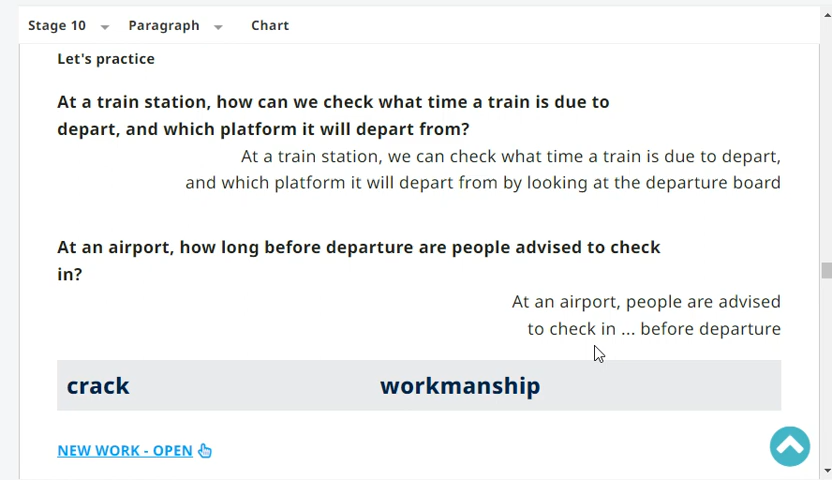 Stage 10 Paragraph Chart
Let's practice
At a train station, how can we check what time a train is due to
depart, and which platform it will depart from?
At a train station, we can check what time a train is due to depart,
and which platform it will depart from by looking at the departure board
At an airport, how long before departure are people advised to check
in?
At an airport, people are advised
to check in ... before departure
crack workmanship
NEW WORK - OPEN